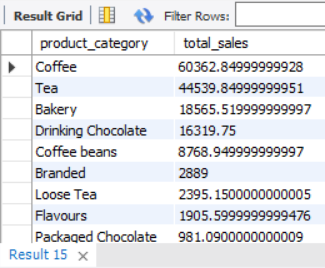 Result Grid Filter Rows:
product_category total_sales
Coffee 60362.84999999928
Tea 44539.84999999951
Bakery 18565.519999999997
Drinking Chocolate 16319.75
Coffee beans 8768.949999999997
Branded 2889
Loose Tea 2395.1500000000005
Flavours 1905.5999999999476
Packaged Chocolate 981.0900000000009
Result 15